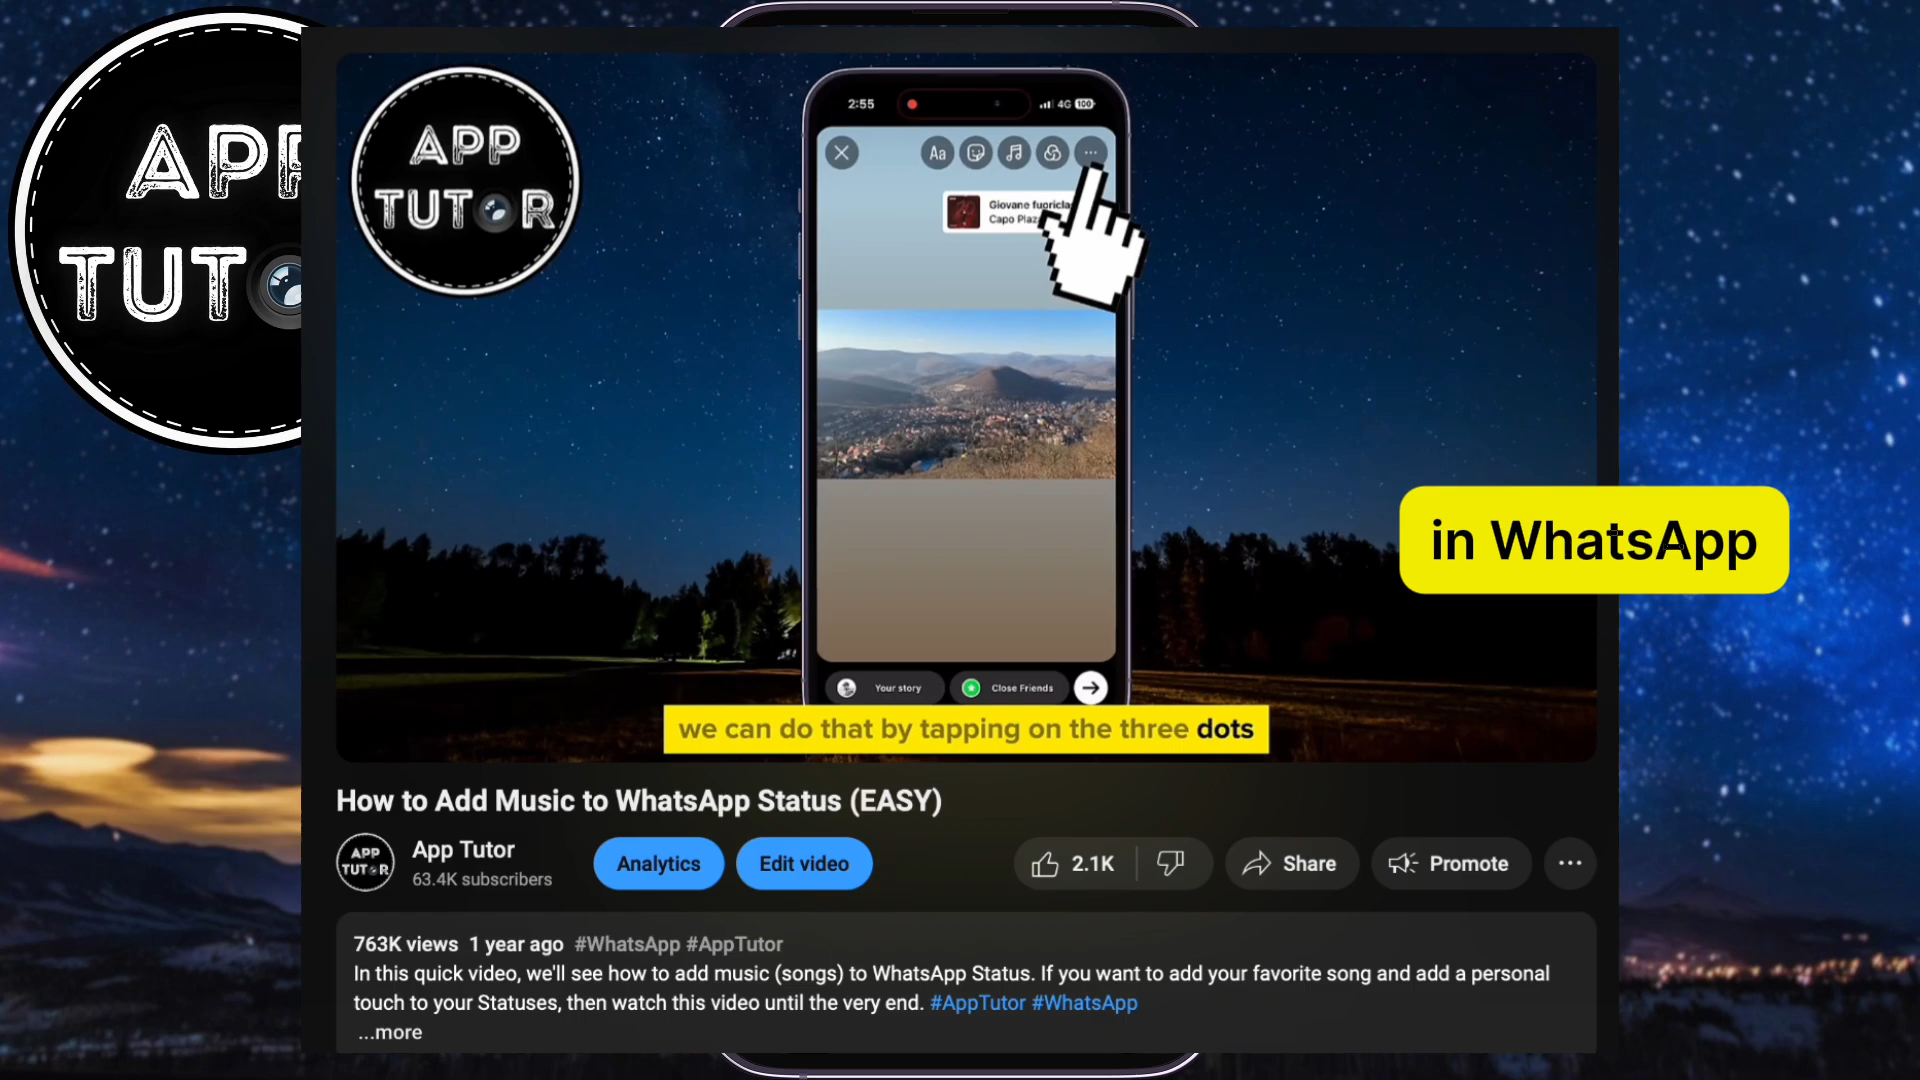 APP
TUT
APP
TUTOR
2:55
4G 100
Aa
Giovane fuoricla
Capo Plaza
Your story
Close Friends
we can do that by tapping on the three dots
in WhatsApp
How to Add Music to WhatsApp Status (EASY)
APP
TUTOR
App Tutor
63.4K subscribers
Analytics
Edit video
2.1K
Share
Promote
763K views 1 year ago #WhatsApp #AppTutor
In this quick video, we'll see how to add music (songs) to WhatsApp Status. If you want to add your favorite song and add a personal
touch to your Statuses, then watch this video until the very end. #AppTutor #WhatsApp
...more